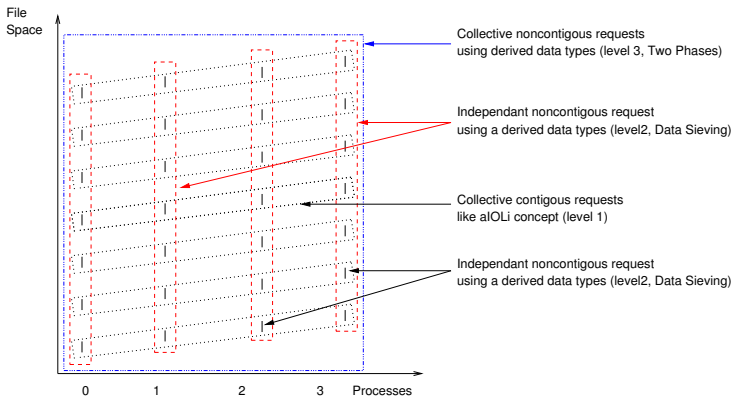 File
Space
Collective noncontigous requests
using derived data types (level 3, Two Phases)
Independant noncontigous request
using a derived data types (level2, Data Sieving)
Collective contigous requests
like aIOLi concept (level 1)
Independant noncontigous request
using a derived data types (level2, Data Sieving)
0 1 2 3 Processes